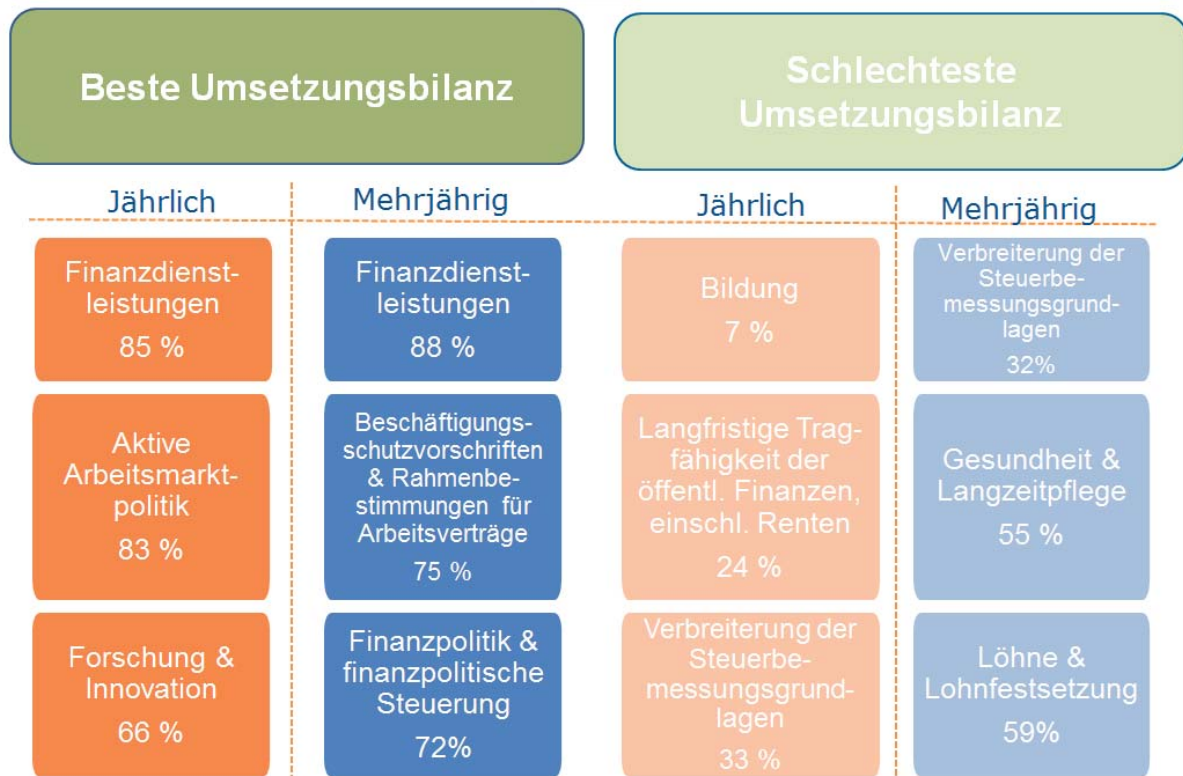 Beste Umsetzungsbilanz
Schlechteste
Umsetzungsbilanz
Jährlich
Mehrjährig
Jährlich
Mehrjährig
Finanzdienst-
leistungen
85 %
Finanzdienst-
leistungen
88 %
Bildung
7 %
Verbreiterung der
Steuerbe-
messungsgrund-
lagen
32%
Aktive
Arbeitsmarkt-
politik
83 %
Beschäftigungs-
schutzvorschriften
& Rahmenbe-
stimmungen für
Arbeitsverträge
75 %
Langfristige Trag-
fähigkeit der
öffentl. Finanzen,
einschl. Renten
24 %
Gesundheit &
Langzeitpflege
55 %
Forschung &
Innovation
66 %
Finanzpolitik &
finanzpolitische
Steuerung
72%
Verbreiterung der
Steuerbe-
messungsgrund-
lagen
33 %
Löhne &
Lohnfestsetzung
59%